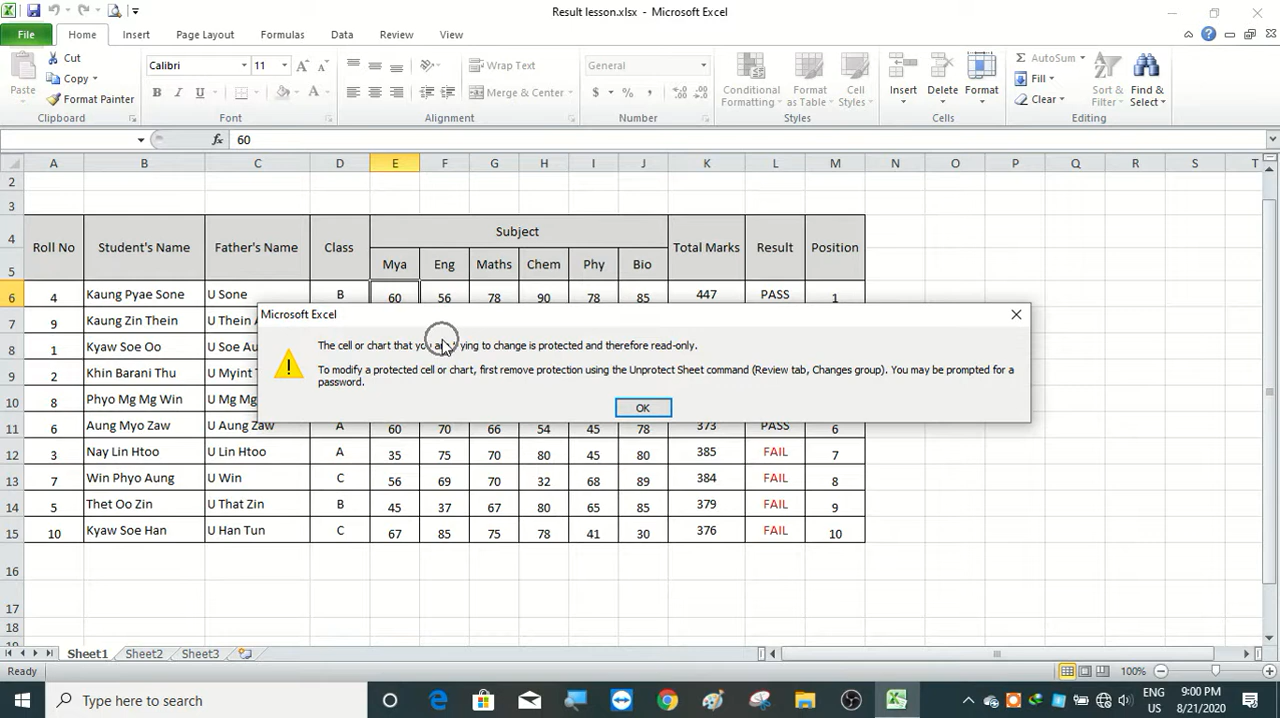 Result lesson.xlsx - Microsoft Excel
File Home Insert Page Layout Formulas Data Review View
Paste
Cut
Copy
Format Painter
Clipboard
Calibri 11
B I U
Font
Wrap Text
Merge & Center
Alignment
General
$ % ,
Number
Conditional Formatting
Format as Table
Cell Styles
Styles
Insert Delete Format
Cells
Σ AutoSum
Fill
Clear
Sort & Filter
Find & Select
Editing
fx 60
A B C D E F G H I J K L M N O P Q R S T
2
3
4 Roll No Student's Name Father's Name Class Subject Total Marks Result Position
5 Mya Eng Maths Chem Phy Bio
6 4 Kaung Pyae Sone U Sone B 60 56 78 90 78 85 447 PASS 1
7 9 Kaung Zin Thein U Thein
8 1 Kyaw Soe Oo U Soe
9 2 Khin Barani Thu U Myint
10 8 Phyo Mg Mg Win U Mg
11 6 Aung Myo Zaw U Aung Zaw A 60 70 66 54 45 78 373 PASS 6
12 3 Nay Lin Htoo U Lin Htoo A 35 75 70 80 45 80 385 FAIL 7
13 7 Win Phyo Aung U Win C 56 69 70 32 68 89 384 FAIL 8
14 5 Thet Oo Zin U That Zin B 45 37 67 80 65 85 379 FAIL 9
15 10 Kyaw Soe Han U Han Tun C 67 85 75 78 41 30 376 FAIL 10
16
17
18
Microsoft Excel
The cell or chart that you are trying to change is protected and therefore read-only.
To modify a protected cell or chart, first remove protection using the Unprotect Sheet command (Review tab, Changes group). You may be prompted for a
password.
OK
Sheet1 Sheet2 Sheet3
Ready 100%
Type here to search
ENG
US
9:00 PM
8/21/2020